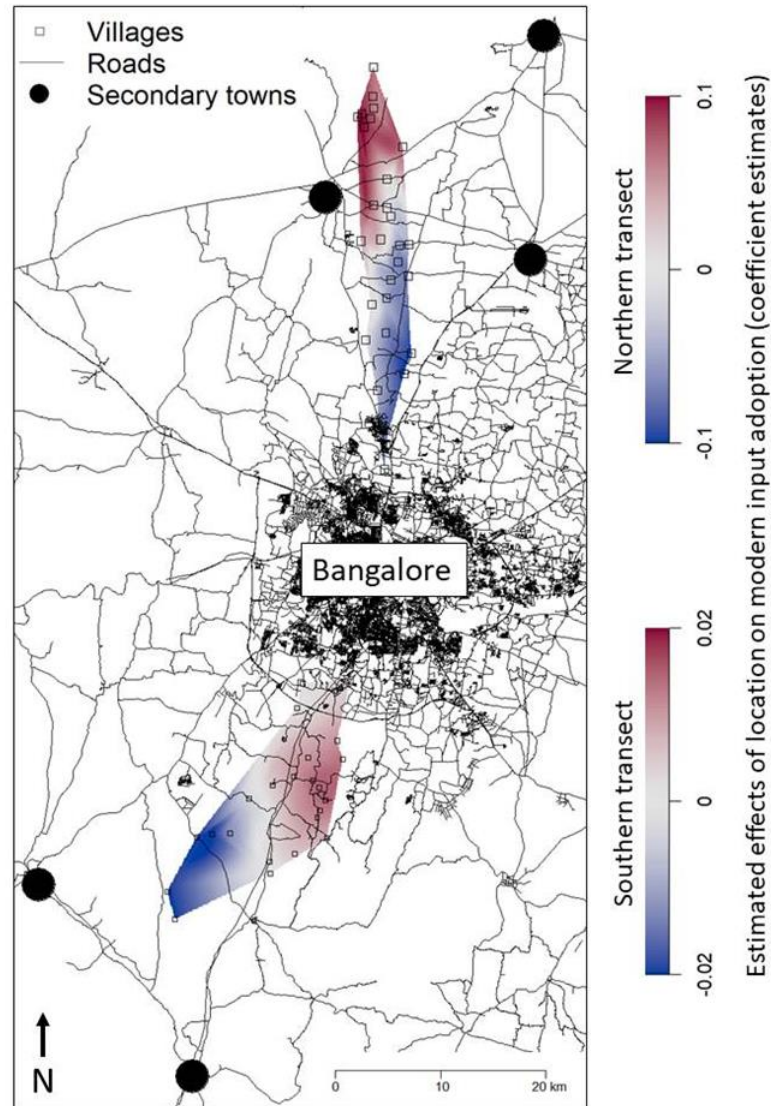 Villages
Roads
Secondary towns
Bangalore
N
0
20 km
Northern transect
0.1
0
-0.1
Southern transect
0.02
0
-0.02
Estimated effects of location on modern input adoption (coefficient estimates)